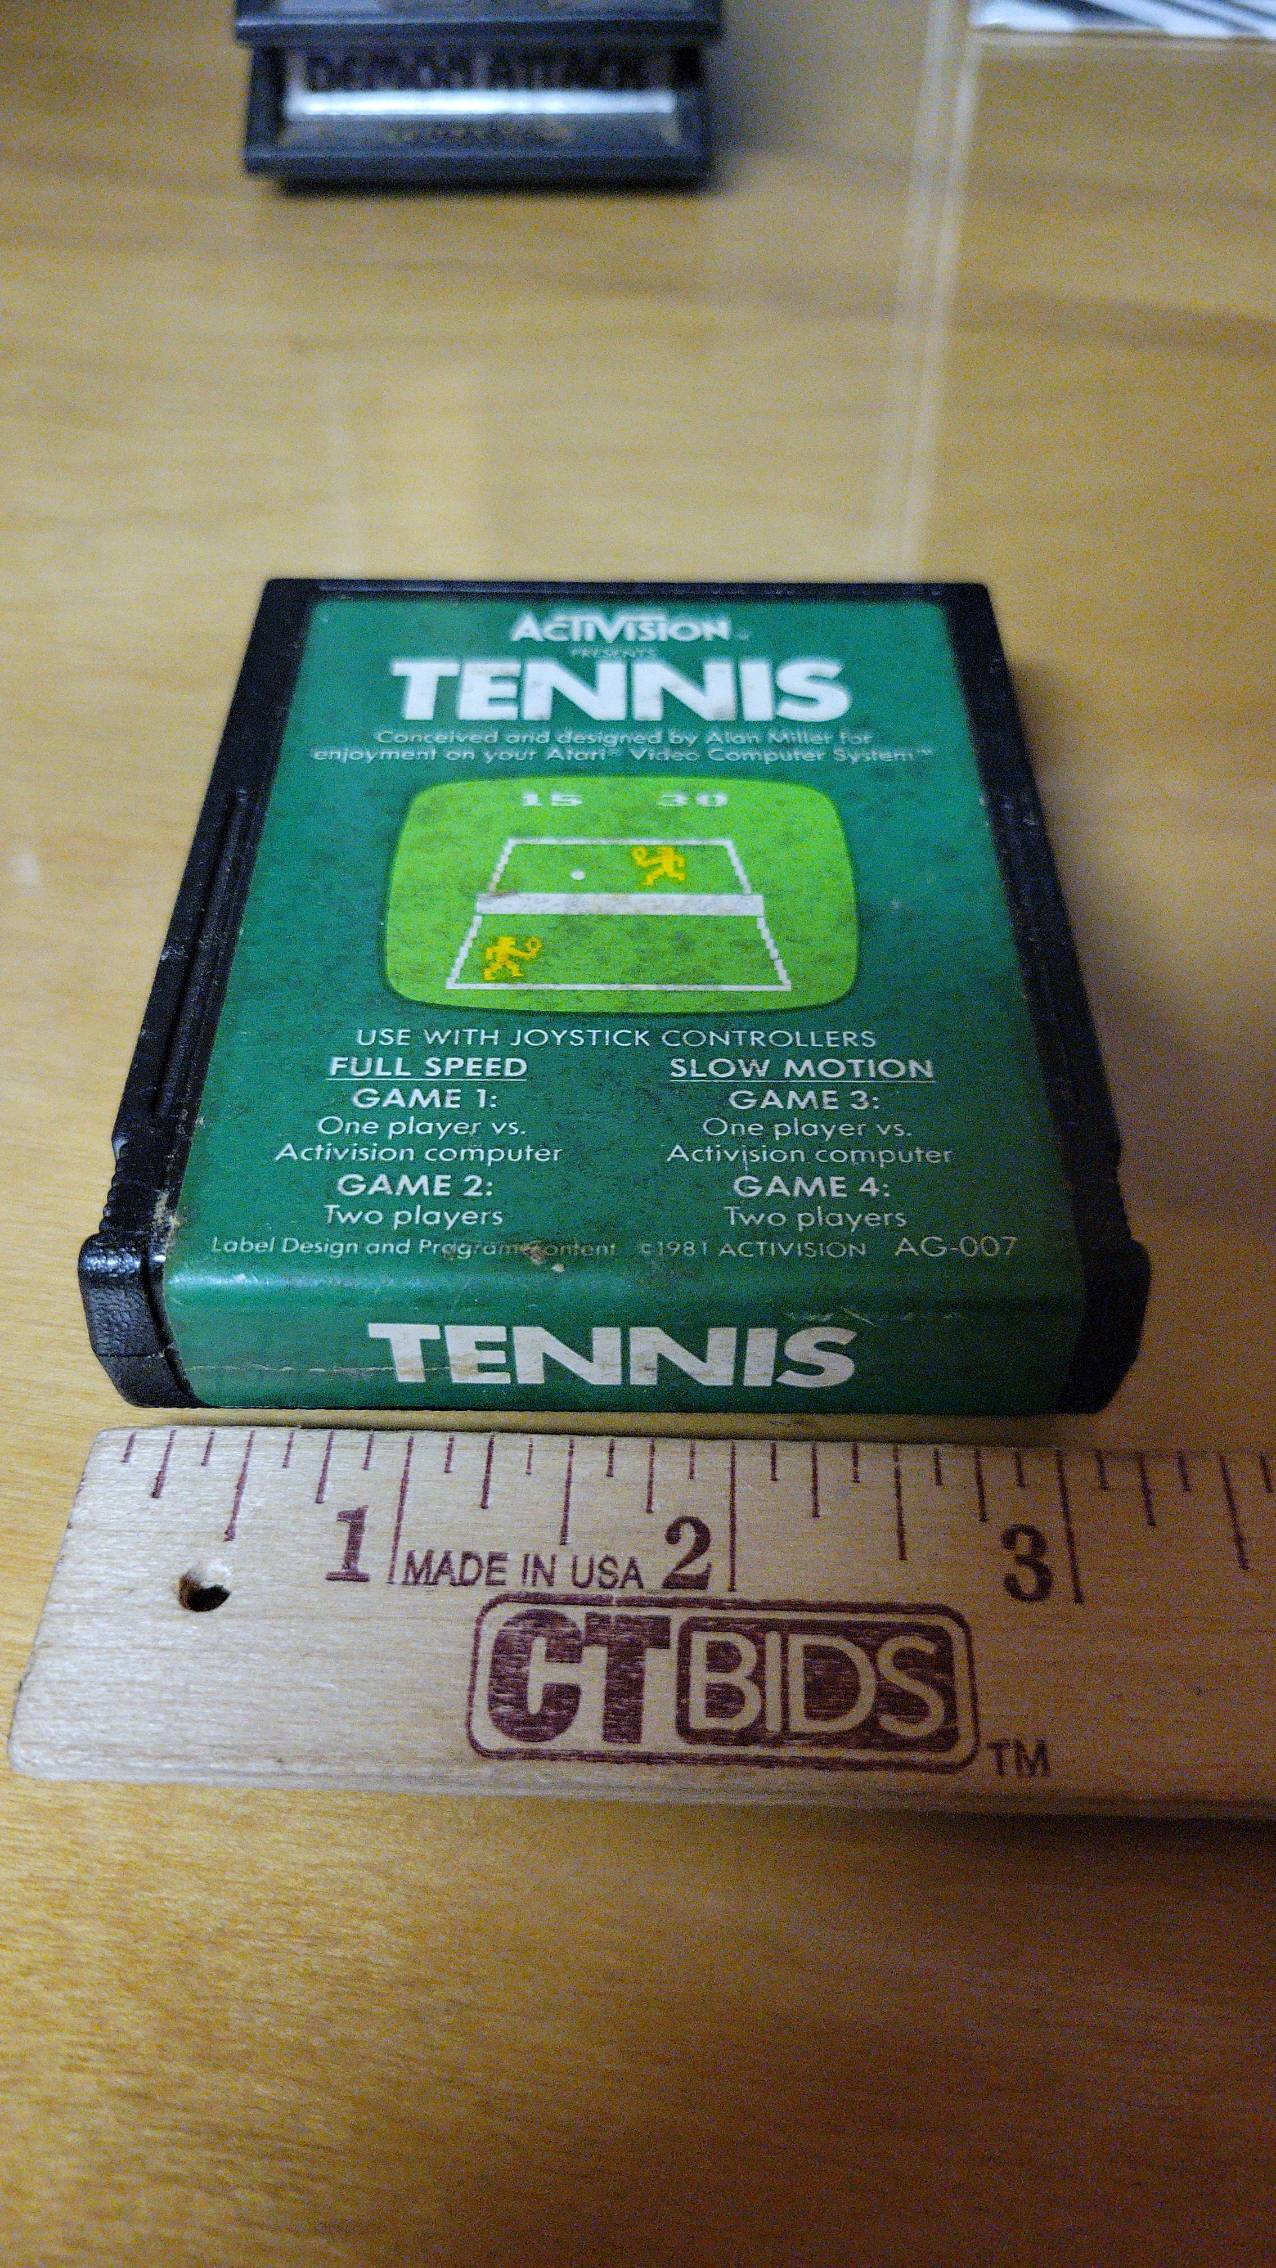 DEMON ATTACK
ACTIVISION™
PRESENTS
TENNIS
Conceived and designed by Alan Miller for
enjoyment on your Atari® Video Computer System™
15 30
USE WITH JOYSTICK CONTROLLERS
FULL SPEED
GAME 1:
One player vs.
Activision computer
GAME 2:
Two players
SLOW MOTION
GAME 3:
One player vs.
Activision computer
GAME 4:
Two players
Label Design and Program Content ©1981 ACTIVISION AG-007
TENNIS
1 2 3
MADE IN USA
CTBIDS
TM